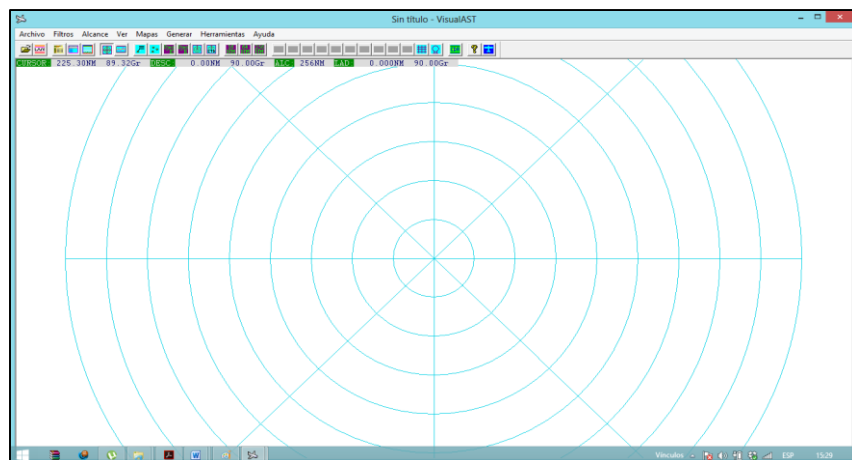 Sin título - VisualAST
Archivo Filtros Alcance Ver Mapas Generar Herramientas Ayuda
CURSOR 225.30NM 89.32Gr DESC 0.00NM 90.00Gr ALC 256NM RAD 0.000NM 90.00Gr
Vínculos ESP 15:29